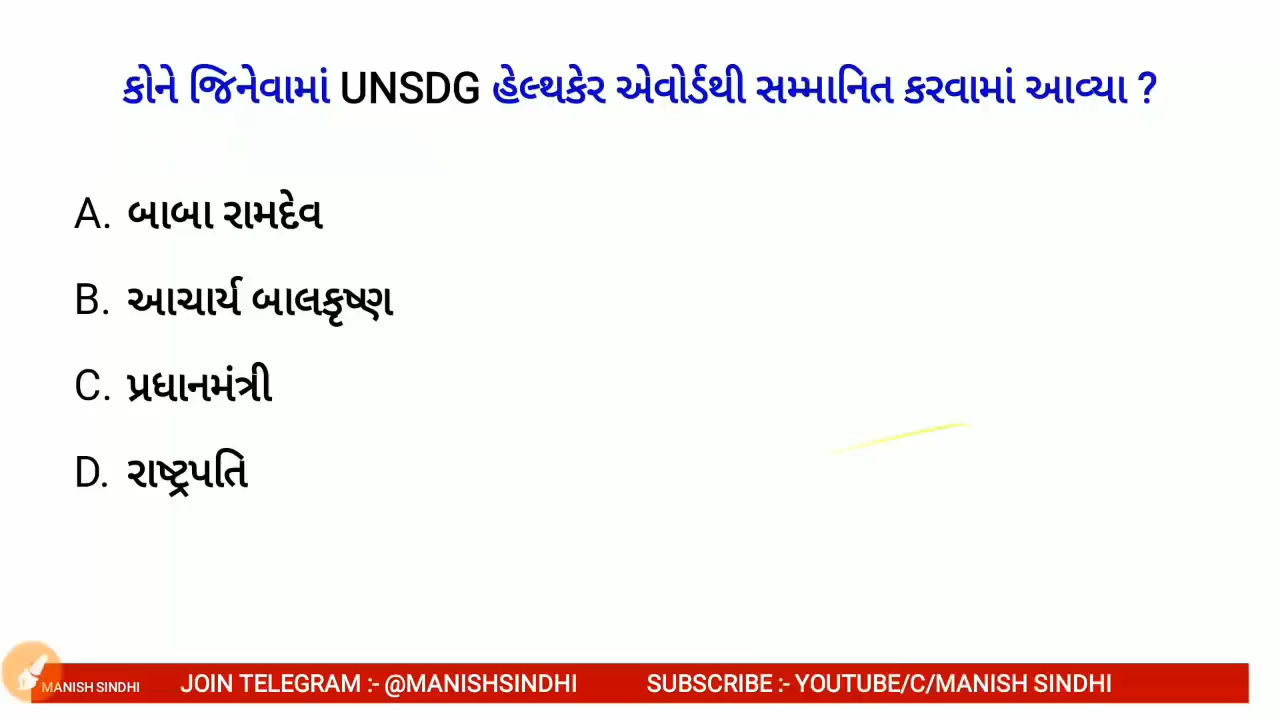 કોને જિનેવામાં UNSDG હેલ્થકેર એવોર્ડથી સમ્માનિત કરવામાં આવ્યા ?
A. બાબા રામદેવ
B. આચાર્ય બાલકૃષ્ણ
C. પ્રધાનમંત્રી
D. રાષ્ટ્રપતિ
MANISH SINDHI JOIN TELEGRAM :- @MANISHSINDHI SUBSCRIBE :- YOUTUBE/C/MANISH SINDHI